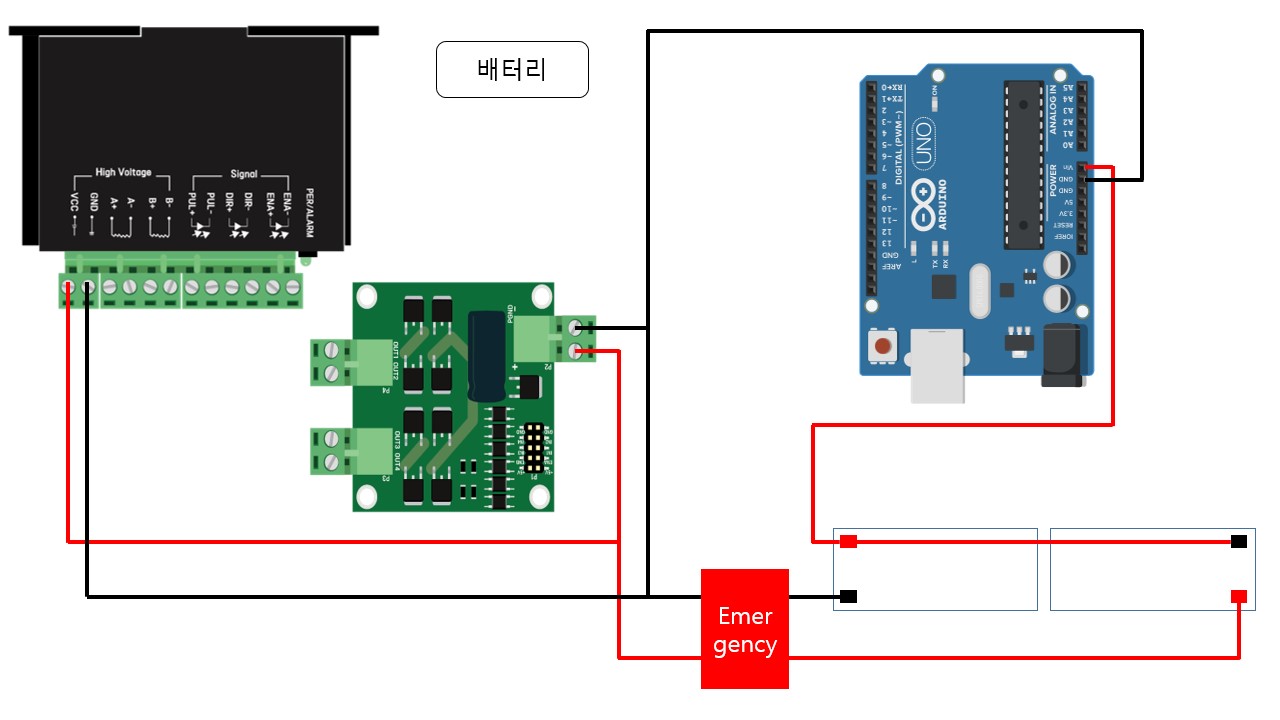 배터리
High Voltage
Signal
VCC
GND
A+
A-
B+
B-
PUL+
PUL-
DIR+
DIR-
ENA+
ENA-
PER/ALARM
OUT1
OUT2
P4
OUT3
OUT4
P3
PGND
-
+
P2
P1
RX←0
TX→1
2
3~
4
5~
6~
7
8
9~
10~
11~
12
13
GND
AREF
DIGITAL (PWM~)
ON
UNO
ARDUINO
L
TX
RX
ANALOG IN
A5
A4
A3
A2
A1
A0
POWER
Vin
GND
GND
5V
3.3V
RESET
IOREF
Emer
gency